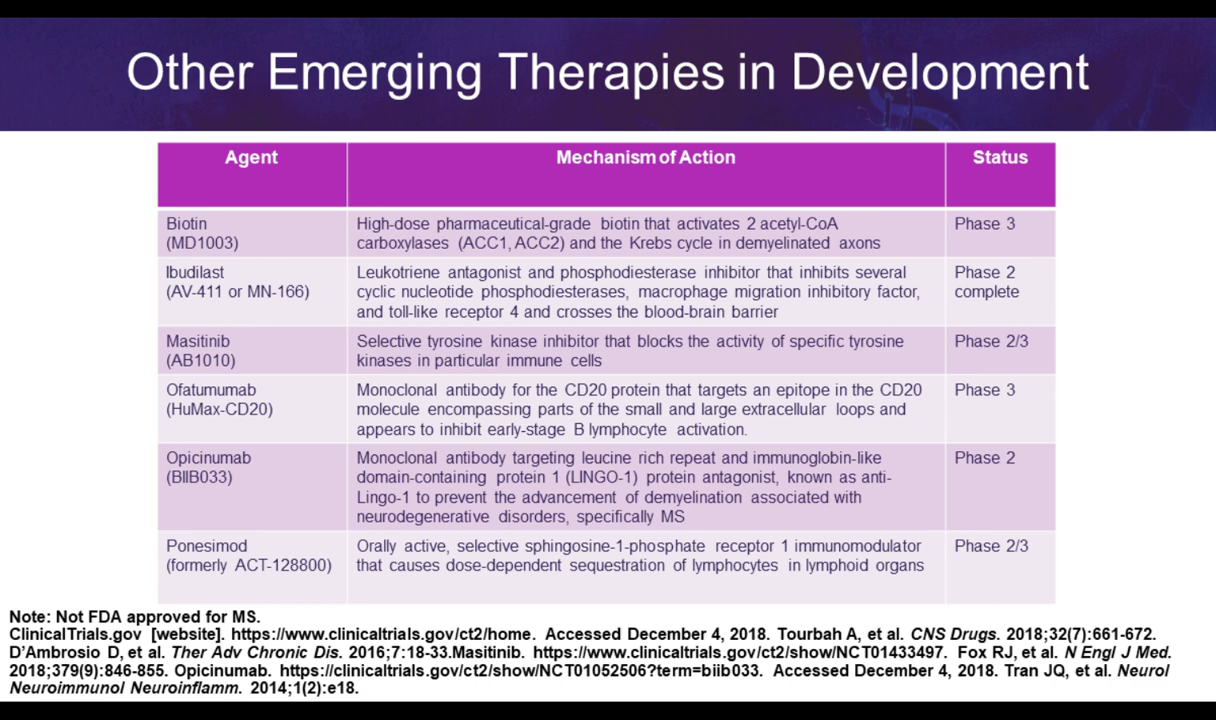 Other Emerging Therapies in Development
Agent
Mechanism of Action
Status
Biotin
(MD1003)
High-dose pharmaceutical-grade biotin that activates 2 acetyl-CoA
carboxylases (ACC1, ACC2) and the Krebs cycle in demyelinated axons
Phase 3
Ibudilast
(AV-411 or MN-166)
Leukotriene antagonist and phosphodiesterase inhibitor that inhibits several
cyclic nucleotide phosphodiesterases, macrophage migration inhibitory factor,
and toll-like receptor 4 and crosses the blood-brain barrier
Phase 2
complete
Masitinib
(AB1010)
Selective tyrosine kinase inhibitor that blocks the activity of specific tyrosine
kinases in particular immune cells
Phase 2/3
Ofatumumab
(HuMax-CD20)
Monoclonal antibody for the CD20 protein that targets an epitope in the CD20
molecule encompassing parts of the small and large extracellular loops and
appears to inhibit early-stage B lymphocyte activation.
Phase 3
Opicinumab
(BIIB033)
Monoclonal antibody targeting leucine rich repeat and immunoglobin-like
domain-containing protein 1 (LINGO-1) protein antagonist, known as anti-
Lingo-1 to prevent the advancement of demyelination associated with
neurodegenerative disorders, specifically MS
Phase 2
Ponesimod
(formerly ACT-128800)
Orally active, selective sphingosine-1-phosphate receptor 1 immunomodulator
that causes dose-dependent sequestration of lymphocytes in lymphoid organs
Phase 2/3
Note: Not FDA approved for MS.
ClinicalTrials.gov [website]. https://www.clinicaltrials.gov/ct2/home. Accessed December 4, 2018. Tourbah A, et al. CNS Drugs. 2018;32(7):661-672.
D'Ambrosio D, et al. Ther Adv Chronic Dis. 2016;7:18-33.Masitinib. https://www.clinicaltrials.gov/ct2/show/NCT01433497. Fox RJ, et al. N Engl J Med.
2018;379(9):846-855. Opicinumab. https://clinicaltrials.gov/ct2/show/NCT01052506?term=biib033. Accessed December 4, 2018. Tran JQ, et al. Neurol
Neuroimmunol Neuroinflamm. 2014;1(2):e18.